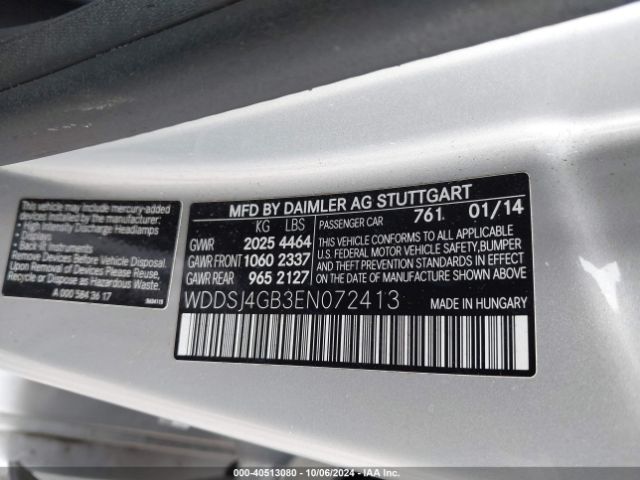 This vehicle may include mercury-added
devices installed by the manufacturer:
- High Intensity Discharge Headlamps
- Backlit Instruments
Remove Devices Before Vehicle Disposal.
Upon Removal of Devices Please Reuse,
Recycle or Dispose as Hazardous Waste.
A 000 584 36 17
MFD BY DAIMLER AG STUTTGART
KG LBS PASSENGER CAR 761 01/14
GVWR 2025 4464
GAWR FRONT 1060 2337
GAWR REAR 965 2127
THIS VEHICLE CONFORMS TO ALL APPLICABLE
U.S. FEDERAL MOTOR VEHICLE SAFETY, BUMPER,
AND THEFT PREVENTION STANDARDS IN EFFECT
ON THE DATE OF MANUFACTURE SHOWN ABOVE.
WDDSJ4GB3EN072413
MADE IN HUNGARY
000-40513080 - 10/06/2024 - IAA Inc.